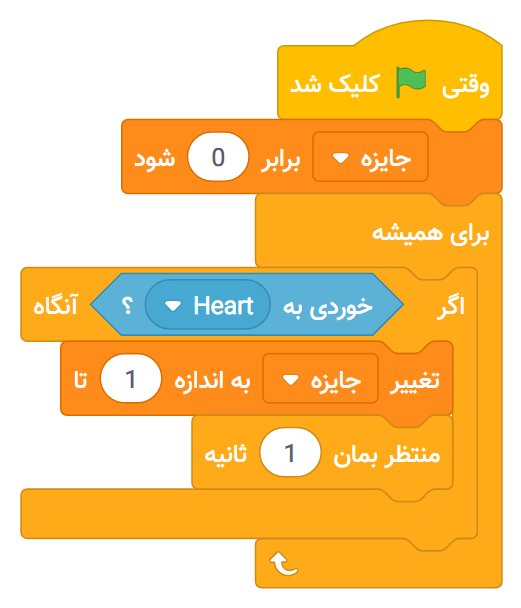 وقتی کلیک شد
جایزه برابر 0 شود
برای همیشه
اگر خوردی به Heart ؟ آنگاه
تغییر جایزه به اندازه 1 تا
منتظر بمان 1 ثانیه